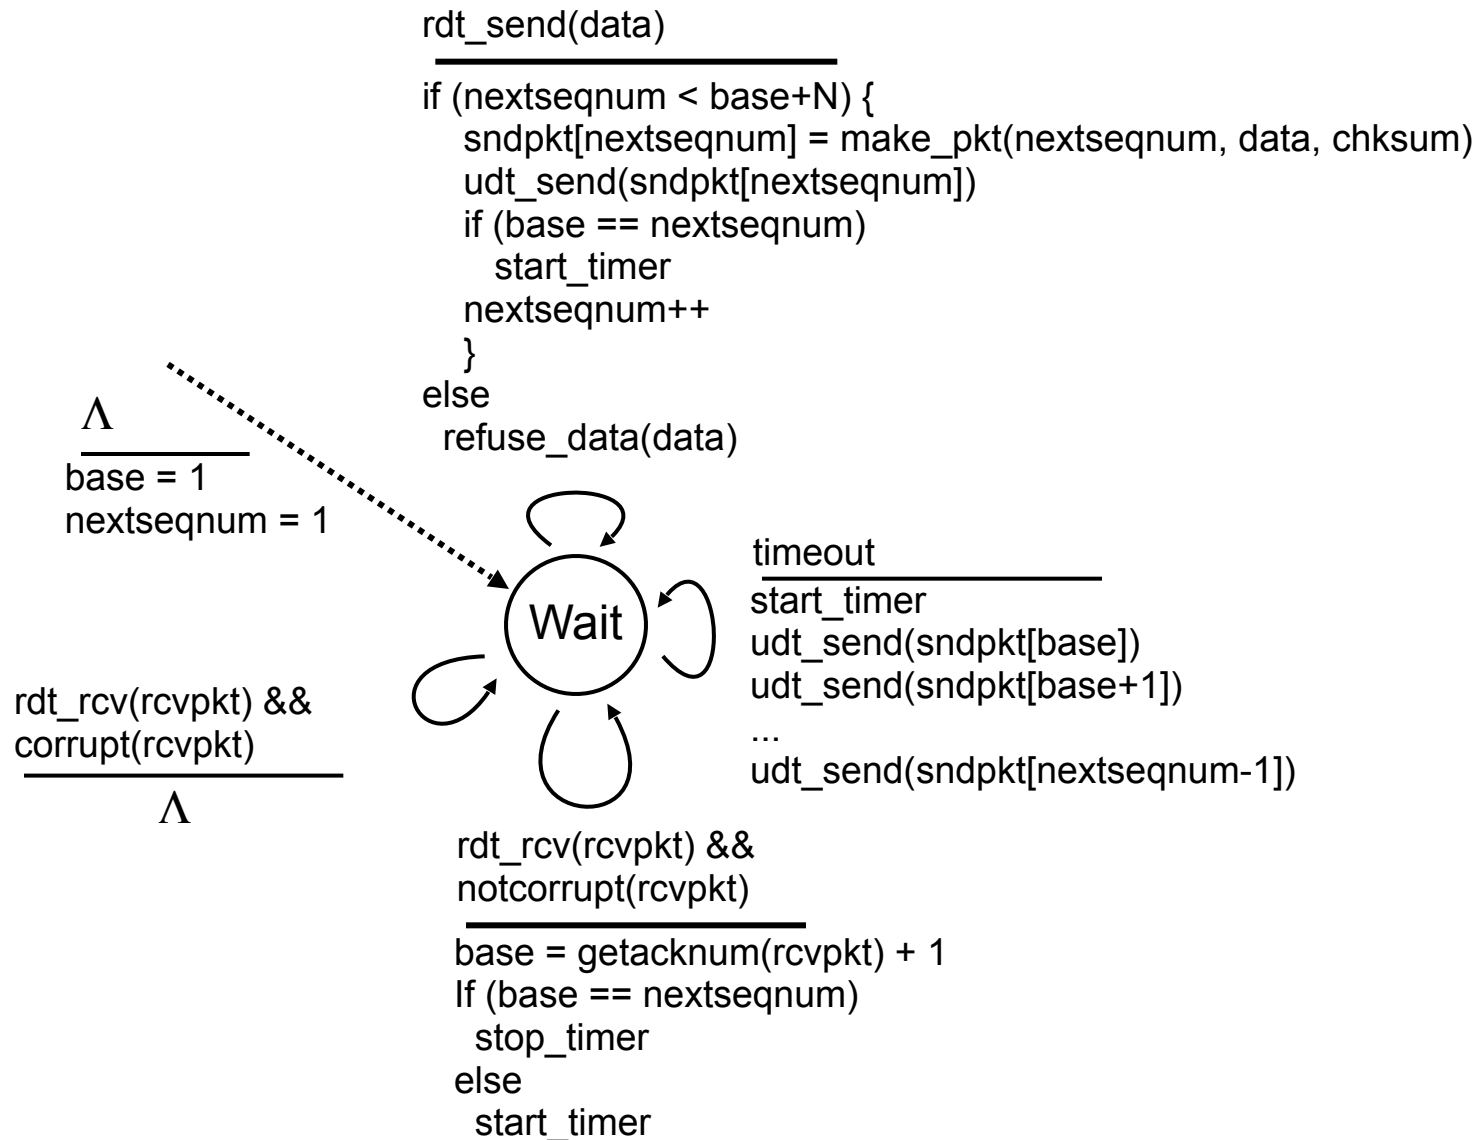 rdt_send(data)
if (nextseqnum < base+N) {
sndpkt[nextseqnum] = make_pkt(nextseqnum, data, chksum)
udt_send(sndpkt[nextseqnum])
if (base == nextseqnum)
start_timer
nextseqnum++
}
else
refuse_data(data)
Λ
base = 1
nextseqnum = 1
Wait
timeout
start_timer
udt_send(sndpkt[base])
udt_send(sndpkt[base+1])
...
udt_send(sndpkt[nextseqnum-1])
rdt_rcv(rcvpkt) &&
corrupt(rcvpkt)
Λ
rdt_rcv(rcvpkt) &&
notcorrupt(rcvpkt)
base = getacknum(rcvpkt) + 1
If (base == nextseqnum)
stop_timer
else
start_timer